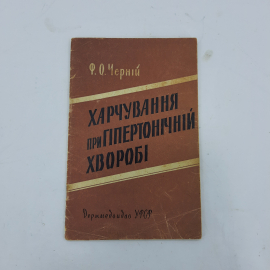 Ф.О.Черній
ХАРЧУВАННЯ
ПРИ ГІПЕРТОНІЧНІЙ
ХВОРОБІ
Держмедвидав УРСР